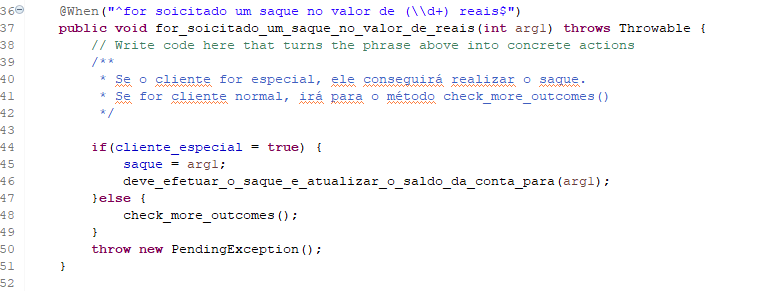 36 @When("^for soicitado um saque no valor de (\\d+) reais$")
37 public void for_soicitado_um_saque_no_valor_de_reais(int arg1) throws Throwable {
38 // Write code here that turns the phrase above into concrete actions
39 /**
40 * Se o cliente for especial, ele conseguirá realizar o saque.
41 * Se for cliente normal, irá para o método check_more_outcomes()
42 */
43
44 if(cliente_especial = true) {
45 saque = arg1;
46 deve_efetuar_o_saque_e_atualizar_o_saldo_da_conta_para(arg1);
47 }else {
48 check_more_outcomes();
49 }
50 throw new PendingException();
51 }
52